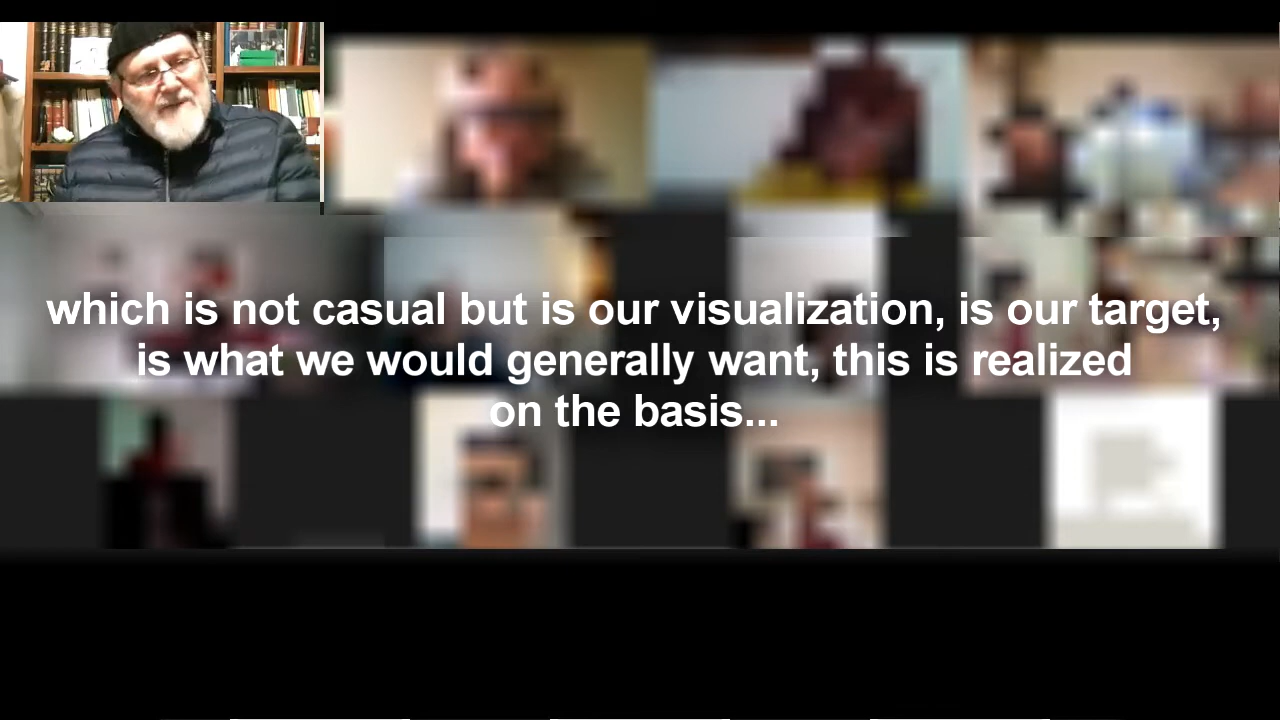 which is not casual but is our visualization, is our target,
is what we would generally want, this is realized
on the basis...